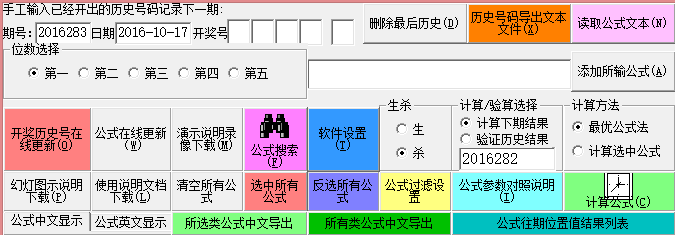 手工输入已经开出的历史号码记录下一期:
期号: 2016283 日期 2016-10-17 开奖号
删除最后历史(D)
历史号码导出文本
文件(X)
读取公式文本(N)
位数选择
第一 第二 第三 第四 第五
添加所输公式(A)
开奖历史号在
线更新(Q)
公式在线更新
(W)
演示说明录
像下载(M)
公式搜索
(F)
软件设置
(T)
生杀
生
杀
计算/验算选择
计算下期结果
验证历史结果
2016282
计算方法
最优公式法
计算选中公式
幻灯图示说明
下载(P)
使用说明文档
下载(L)
清空所有公
式
选中所有
公式
反选所有公
式
公式过滤设
置
公式参数对照说明
(I)
计算公式(C)
公式中文显示
公式英文显示
所选类公式中文导出
所有类公式中文导出
公式往期位置值结果列表